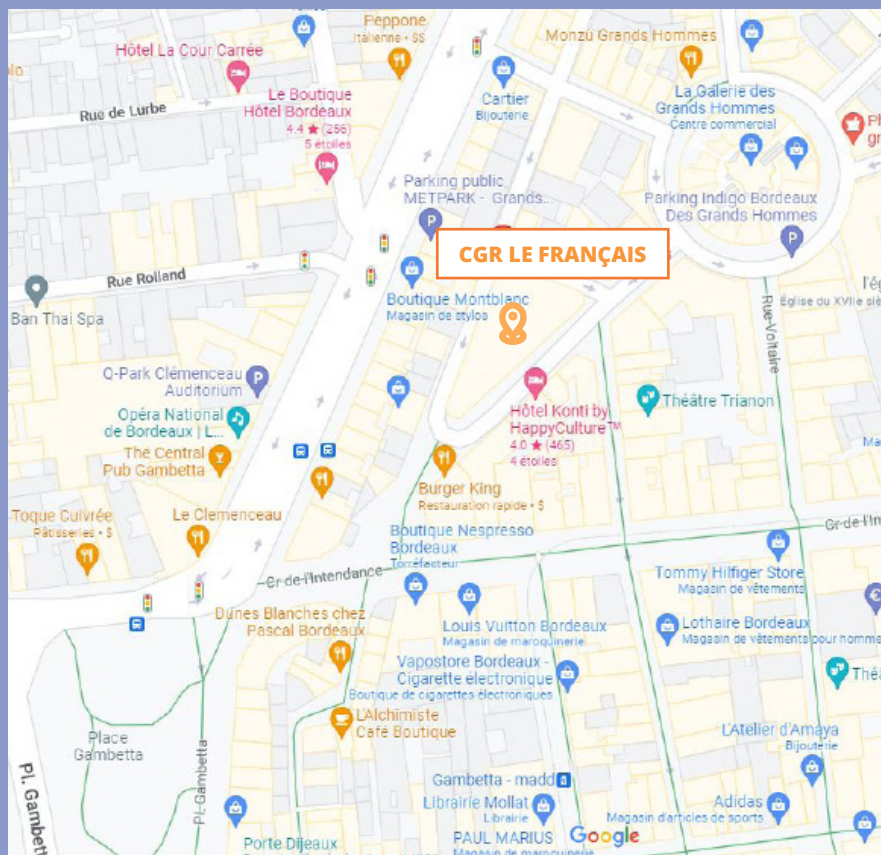 Peppone
Italienne • $$
Monzù Grands Hommes
Hôtel La Cour Carrée
Le Boutique
Hôtel Bordeaux
4.4 ★ (266)
5 étoiles
Rue de Lurbe
Cartier
Bijouterie
La Galerie des
Grands Hommes
Centre commercial
Parking public
METPARK - Grands...
Parking Indigo Bordeaux
Des Grands Hommes
CGR LE FRANÇAIS
Rue Rolland
Ban Thai Spa
Boutique Montblanc
Magasin de stylos
Église du XVIIe siè
Rue Voltaire
Q-Park Clémenceau
Auditorium
Opéra National
de Bordeaux | L...
The Central
Pub Gambetta
Hôtel Konti by
HappyCulture™
4.0 ★ (465)
4 étoiles
Théâtre Trianon
Burger King
Restauration rapide • $
Toque Cuivrée
Pâtisseries • $
Le Clemenceau
Boutique Nespresso
Bordeaux
Torréfacteur
Cr de l'Intendance
Tommy Hilfiger Store
Magasin de vêtements
Dunes Blanches chez
Pascal Bordeaux
Louis Vuitton Bordeaux
Magasin de maroquinerie
Lothaire Bordeaux
Magasin de vêtements pour homme
Vapostore Bordeaux -
Cigarette électronique
Boutique de cigarettes électroniques
L'Alchimiste
Café Boutique
Place
Gambetta
Pl. Gambetta
L'Atelier d'Amaya
Bijouterie
Gambetta - madd
Librairie Mollat
Librairie
Adidas
Magasin d'articles de sports
Porte Dijeaux
PAUL MARIUS
Magasin de maroquinerie
Google